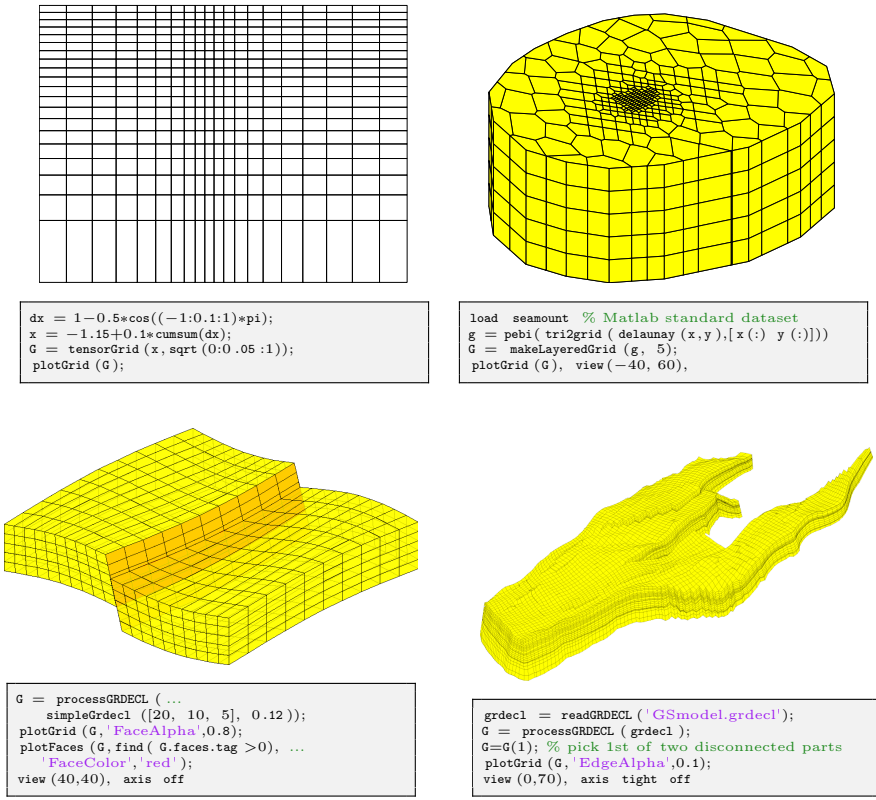 dx = 1−0.5*cos((−1:0.1:1)*pi);
x = −1.15+0.1*cumsum(dx);
G = tensorGrid (x, sqrt (0:0 .05 :1));
plotGrid (G);
load seamount % Matlab standard dataset
g = pebi( tri2grid ( delaunay (x,y ),[ x (:) y (:)]))
G = makeLayeredGrid (g, 5);
plotGrid (G), view(−40, 60),
G = processGRDECL ( ...
simpleGrdecl ([20, 10, 5], 0.12 ));
plotGrid (G,'FaceAlpha',0.8);
plotFaces (G,find( G.faces.tag >0), ...
'FaceColor','red');
view (40,40), axis off
grdecl = readGRDECL('GSmodel.grdecl');
G = processGRDECL( grdecl );
G=G(1); % pick 1st of two disconnected parts
plotGrid (G,'EdgeAlpha',0.1);
view (0,70), axis tight off